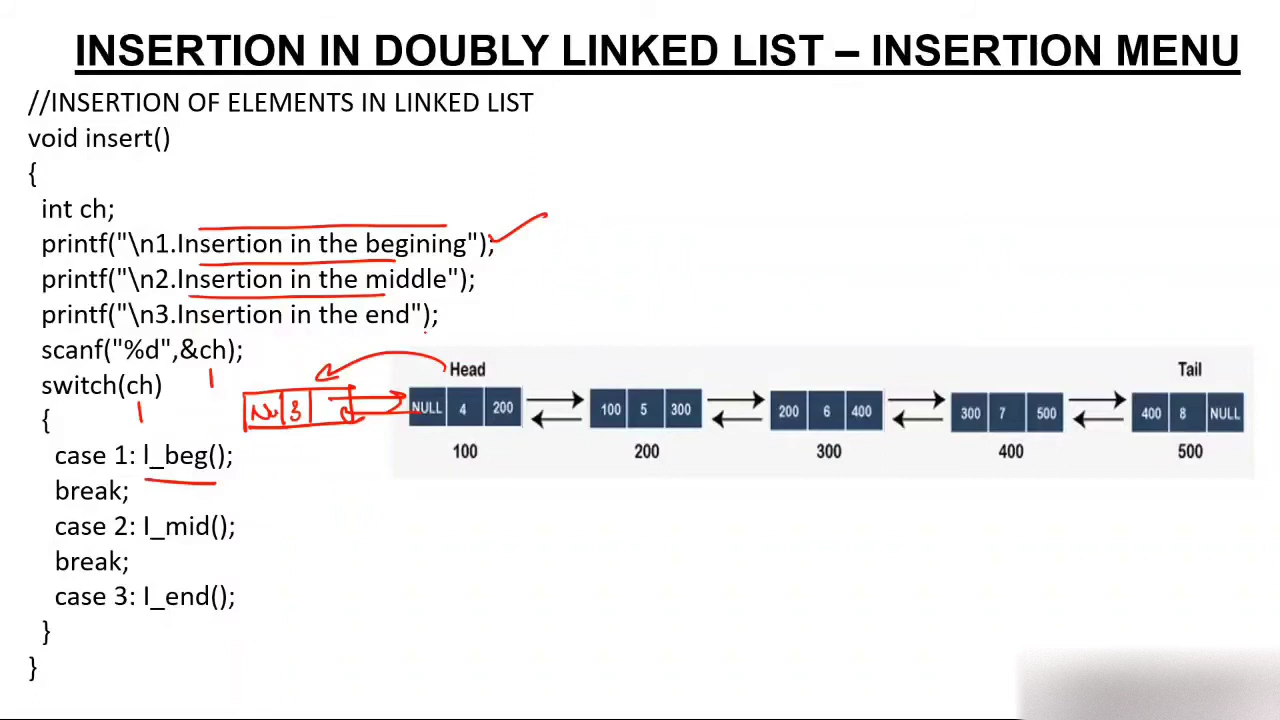 INSERTION IN DOUBLY LINKED LIST – INSERTION MENU
//INSERTION OF ELEMENTS IN LINKED LIST
void insert()
{
int ch;
printf("\n1.Insertion in the begining");
printf("\n2.Insertion in the middle");
printf("\n3.Insertion in the end");
scanf("%d",&ch);
switch(ch)
{
case 1: I_beg();
break;
case 2: I_mid();
break;
case 3: I_end();
}
}
1
1
3
Head Tail
NULL 4 200 100 5 300 200 6 400 300 7 500 400 8 NULL
100 200 300 400 500